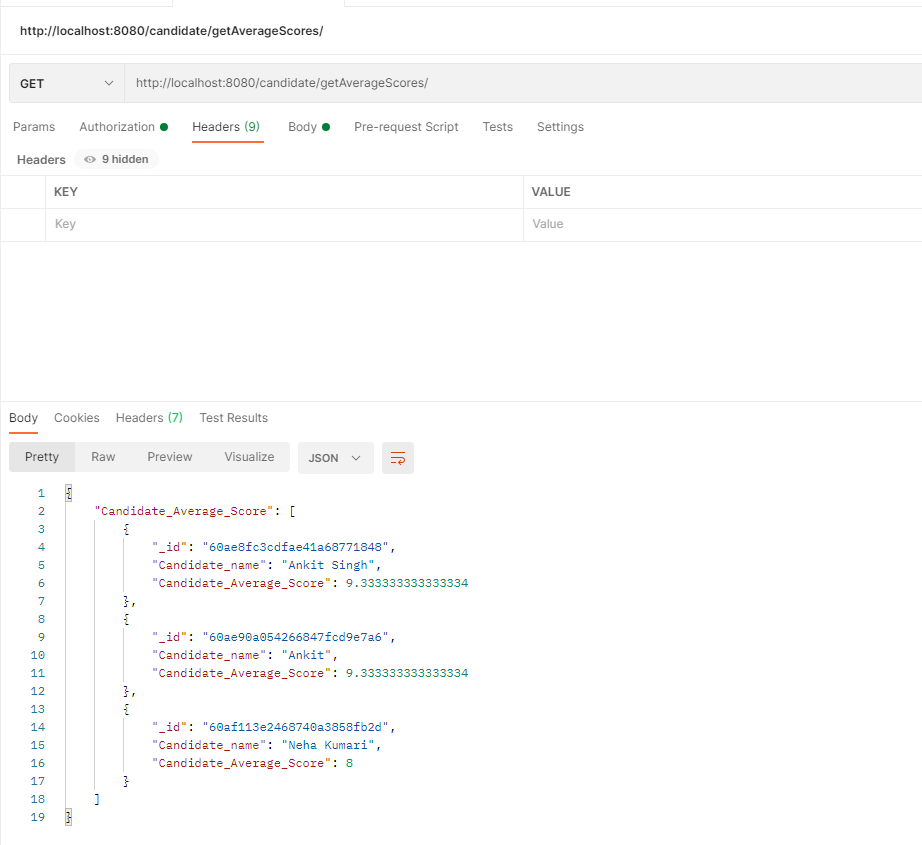 http://localhost:8080/candidate/getAverageScores/
GET http://localhost:8080/candidate/getAverageScores/
Params Authorization Headers (9) Body Pre-request Script Tests Settings
Headers 9 hidden
KEY VALUE
Key Value
Body Cookies Headers (7) Test Results
Pretty Raw Preview Visualize JSON
1 {
2 "Candidate_Average_Score": [
3 {
4 "_id": "60ae8fc3cdfae41a68771848",
5 "Candidate_name": "Ankit Singh",
6 "Candidate_Average_Score": 9.333333333333334
7 },
8 {
9 "_id": "60ae90a054266847fcd9e7a6",
10 "Candidate_name": "Ankit",
11 "Candidate_Average_Score": 9.333333333333334
12 },
13 {
14 "_id": "60af113e2468740a3858fb2d",
15 "Candidate_name": "Neha Kumari",
16 "Candidate_Average_Score": 8
17 }
18 ]
19 }